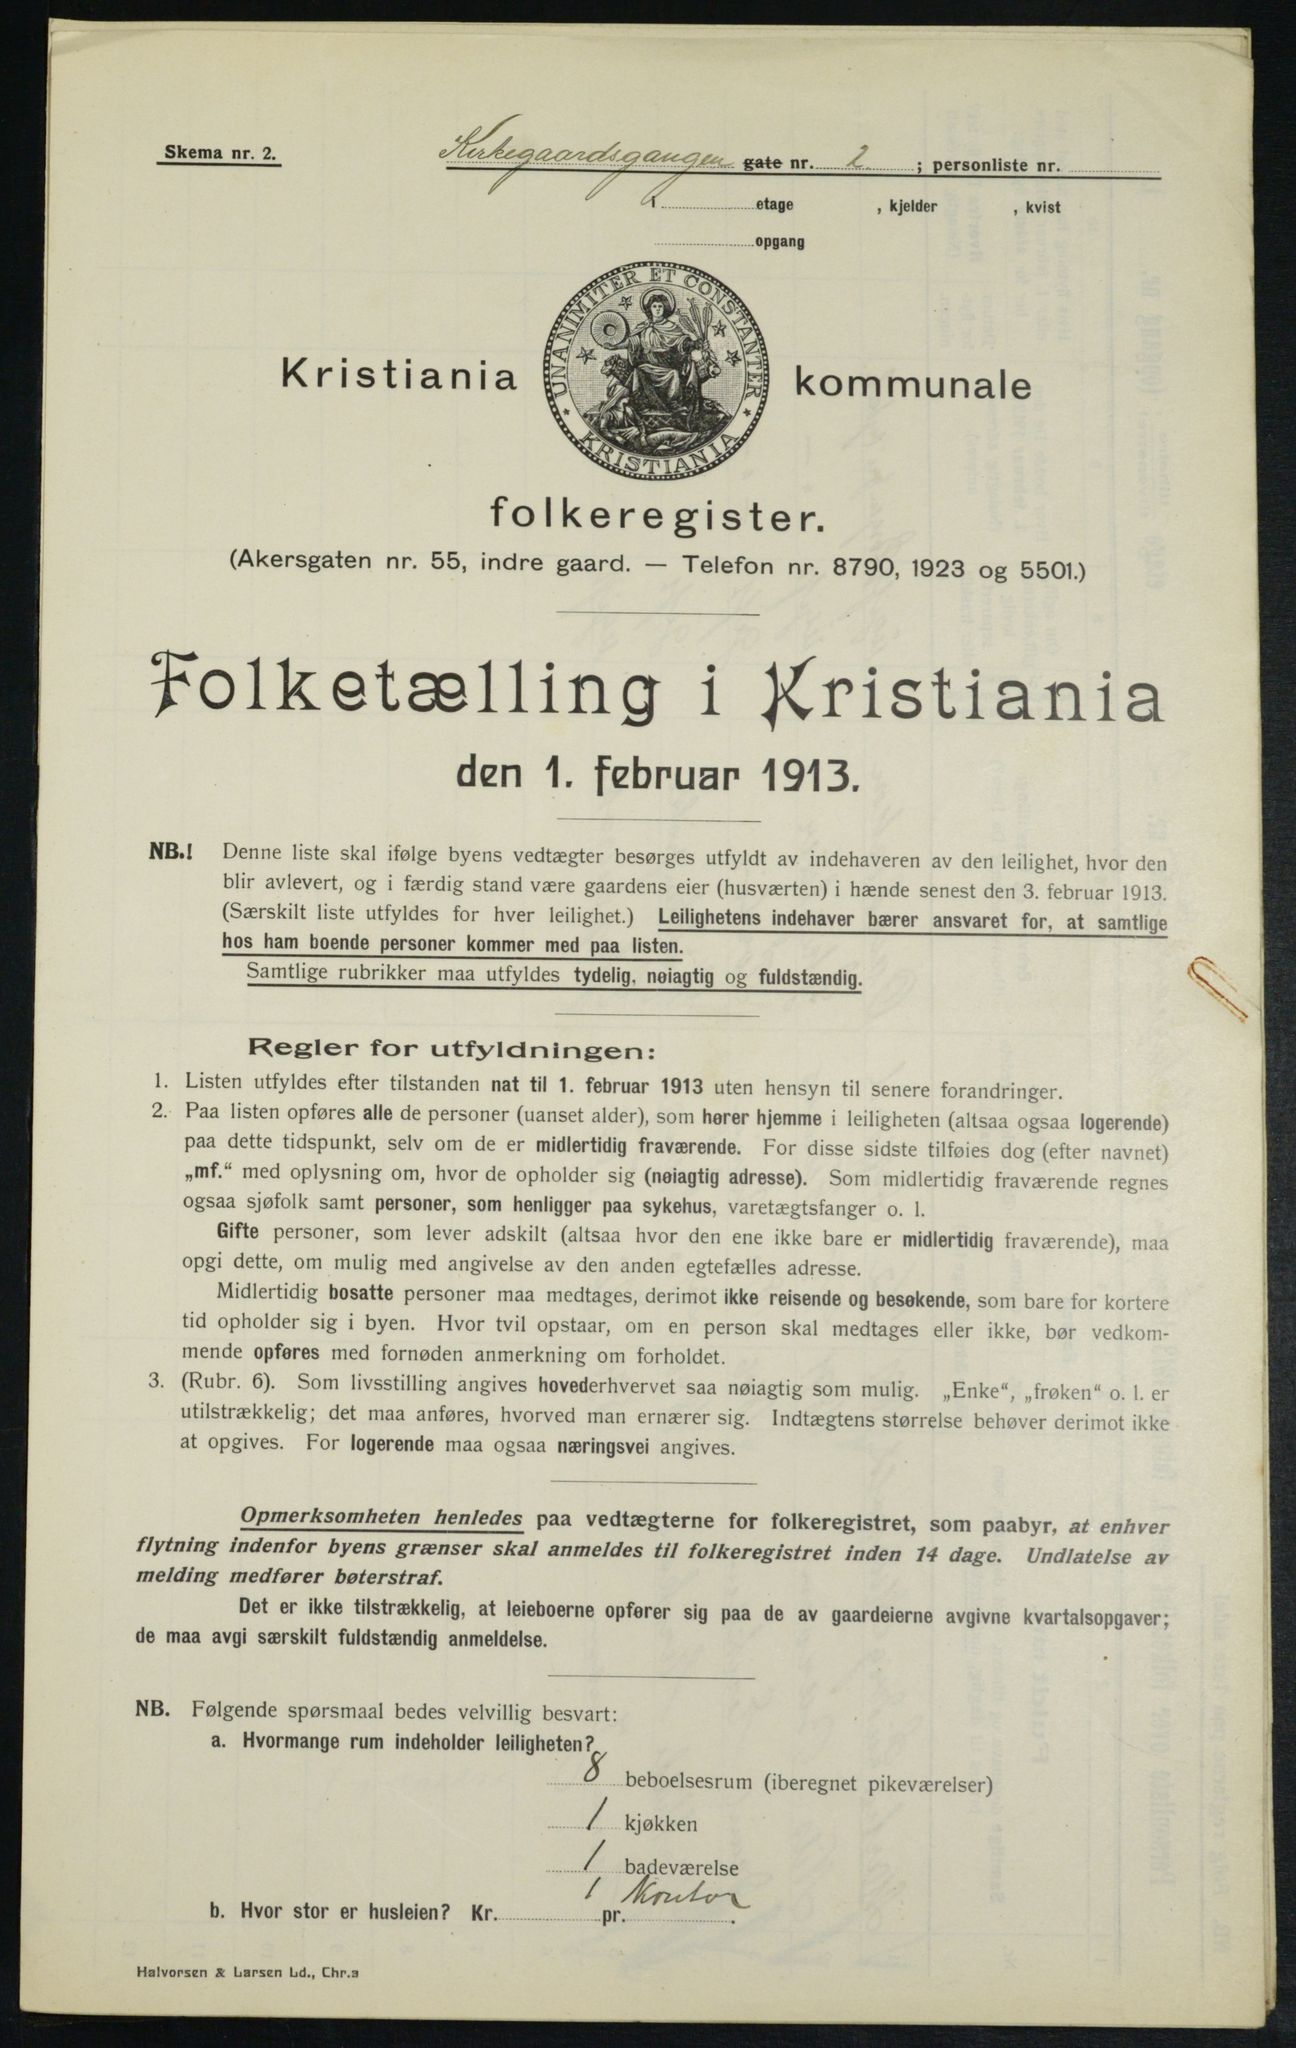 Skema nr. 2.
Kirkegaardsgangen gate nr. 2 ; personliste nr.
etage , kjelder , kvist
opgang
UNANIMITER ET CONSTANTER
KRISTIANIA
Kristiania kommunale
folkeregister.
(Akersgaten nr. 55, indre gaard. — Telefon nr. 8790, 1923 og 5501.)
Folketælling i Kristiania
den 1. februar 1913.
NB.! Denne liste skal ifølge byens vedtægter besørges utfyldt av indehaveren av den leilighet, hvor den
blir avlevert, og i færdig stand være gaardens eier (husværten) i hænde senest den 3. februar 1913.
(Særskilt liste utfyldes for hver leilighet.) Leilighetens indehaver bærer ansvaret for, at samtlige
hos ham boende personer kommer med paa listen.
Samtlige rubrikker maa utfyldes tydelig, nøiagtig og fuldstændig.
Regler for utfyldningen:
1. Listen utfyldes efter tilstanden nat til 1. februar 1913 uten hensyn til senere forandringer.
2. Paa listen opføres alle de personer (uanset alder), som hører hjemme i leiligheten (altsaa ogsaa logerende)
paa dette tidspunkt, selv om de er midlertidig fraværende. For disse sidste tilføies dog (efter navnet)
„mf.“ med oplysning om, hvor de opholder sig (nøiagtig adresse). Som midlertidig fraværende regnes
ogsaa sjøfolk samt personer, som henligger paa sykehus, varetægtsfanger o. l.
Gifte personer, som lever adskilt (altsaa hvor den ene ikke bare er midlertidig fraværende), maa
opgi dette, om mulig med angivelse av den anden egtefælles adresse.
Midlertidig bosatte personer maa medtages, derimot ikke reisende og besøkende, som bare for kortere
tid opholder sig i byen. Hvor tvil opstaar, om en person skal medtages eller ikke, bør vedkom-
mende opføres med fornøden anmerkning om forholdet.
3. (Rubr. 6). Som livsstilling angives hovederhvervet saa nøiagtig som mulig. „Enke“, „frøken“ o. l. er
utilstrækkelig; det maa anføres, hvorved man ernærer sig. Indtægtens størrelse behøver derimot ikke
at opgives. For logerende maa ogsaa næringsvei angives.
Opmerksomheten henledes paa vedtægterne for folkeregistret, som paabyr, at enhver
flytning indenfor byens grænser skal anmeldes til folkeregistret inden 14 dage. Undlatelse av
melding medfører bøterstraf.
Det er ikke tilstrækkelig, at leieboerne opfører sig paa de av gaardeierne avgivne kvartalsopgaver;
de maa avgi særskilt fuldstændig anmeldelse.
NB. Følgende spørsmaal bedes velvillig besvart:
a. Hvormange rum indeholder leiligheten?
8 beboelsesrum (iberegnet pikeværelser)
1 kjøkken
1 badeværelse
1 Kontor
b. Hvor stor er husleien? Kr. pr. .
Halvorsen & Larsen Ld., Chr.a